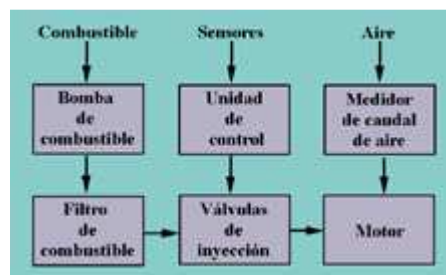 Combustible
Sensores
Aire
Bomba
de
combustible
Unidad
de
control
Medidor
de caudal
de aire
Filtro
de
combustible
Válvulas
de
inyección
Motor